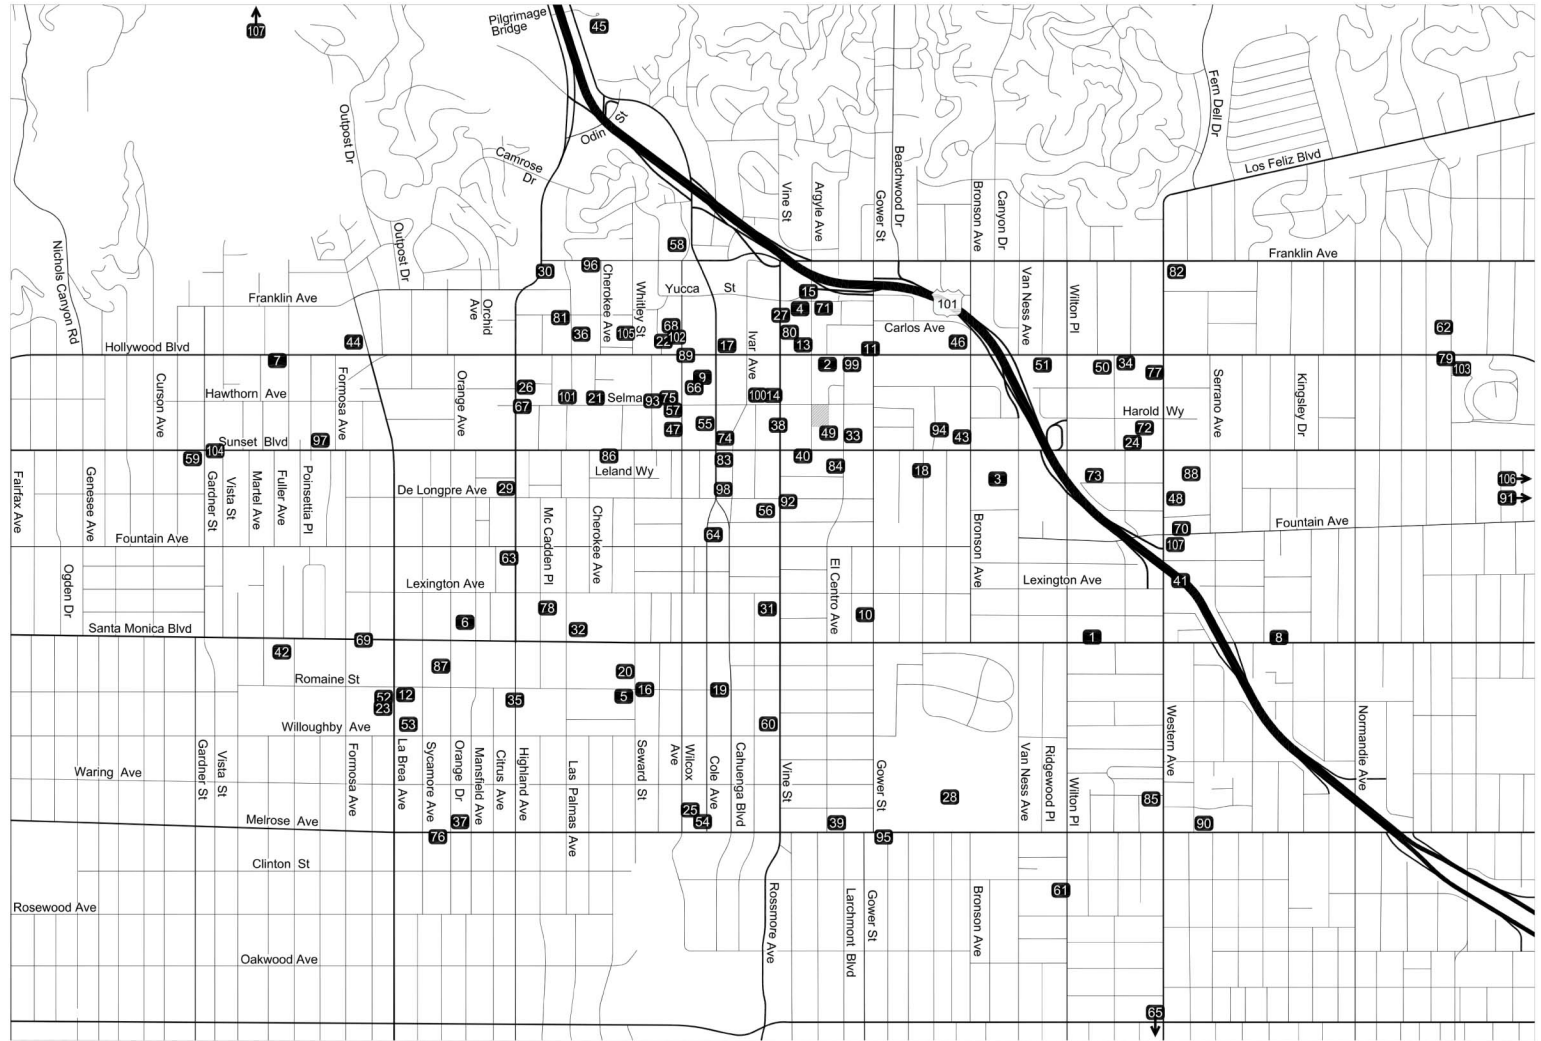 107
Pilgrimage
Bridge
45
Outpost Dr
Odin
St
Camrose
Dr
Fern Dell Dr
Los Feliz Blvd
Beachwood Dr
Vine St
Argyle Ave
Gower St
Bronson Ave
Canyon Dr
Nichols Canyon Rd
Outpost Dr
58
Franklin Ave
30
96
82
Cherokee Ave
Whitley St
Yucca
St
Van Ness Ave
Wilton Pl
Franklin Ave
Orchid
Ave
15
101
4
71
27
81
36
105
68
102
22
80
13
Carlos Ave
46
62
Hollywood Blvd
44
17
Ivar Ave
11
7
89
2
99
51
50
34
77
79
103
Curson Ave
Hawthorn Ave
Formosa Ave
Orange Ave
26
67
101
21
Selma
93
75
57
9
66
100
14
Serrano Ave
Kingsley Dr
Harold Wy
47
55
74
38
49
33
94
43
72
24
Sunset Blvd
97
104
59
86
Leland Wy
83
40
84
18
3
73
88
106
Fairfax Ave
Genesee Ave
Gardner St
Vista St
Martel Ave
Fuller Ave
Poinsettia Pl
De Longpre Ave
29
98
92
48
91
56
Fountain Ave
Mc Cadden Pl
Cherokee Ave
64
Bronson Ave
70
107
Fountain Ave
Ogden Dr
63
Lexington Ave
El Centro Ave
Lexington Ave
41
78
31
10
Santa Monica Blvd
6
32
69
1
8
42
87
20
Romaine St
52
12
23
35
5
16
19
Willoughby Ave
53
60
Western Ave
Normandie Ave
Waring Ave
Gardner St
Vista St
Formosa Ave
La Brea Ave
Sycamore Ave
Orange Dr
Mansfield Ave
Citrus Ave
Highland Ave
Las Palmas Ave
Seward St
Wilcox
Ave
Cole Ave
Cahuenga Blvd
Vine St
Gower St
Van Ness Ave
Ridgewood Pl
Wilton Pl
28
85
25
54
Melrose Ave
37
76
39
95
90
Clinton St
61
Rosewood Ave
Rossmore Ave
Larchmont Blvd
Gower St
Bronson Ave
Oakwood Ave
65